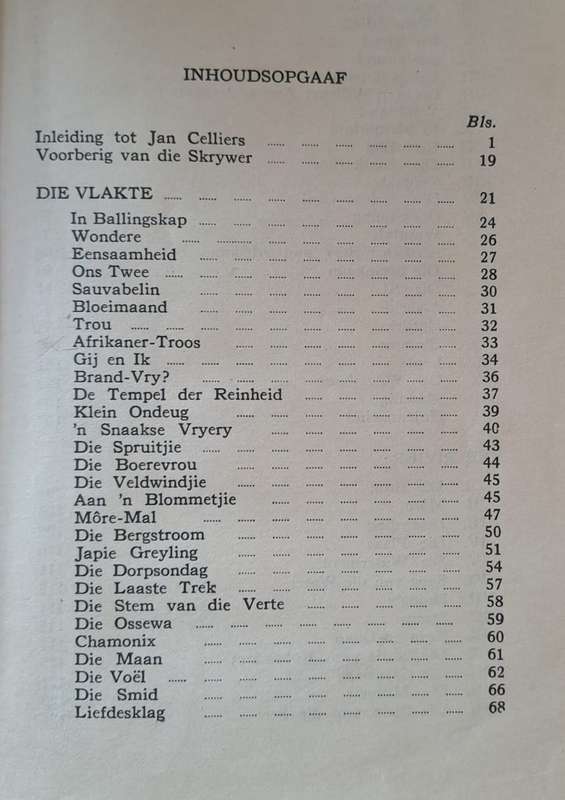 INHOUDSOPGAAF
Bls.
Inleiding tot Jan Celliers ...... ...... ...... ...... ...... ...... 1
Voorberig van die Skrywer ...... ...... ...... ...... ...... ...... 19
DIE VLAKTE ...... ...... ...... ...... ...... ...... ...... ...... ...... 21
In Ballingskap ...... ...... ...... ...... ...... ...... ...... ...... 24
Wondere ...... ............ ...... ...... ...... ...... ...... 26
Eensaamheid ...... ...... ...... ...... ...... ...... ...... ...... 27
Ons Twee ...... ...... ...... ...... ...... ...... ...... ...... ...... 28
Sauvabelin ...... ...... ...... ...... ...... ...... ...... ...... 30
Bloeimaand ...... ...... ...... ...... ...... ...... ...... ...... 31
Trou ...... ...... ...... ...... ...... ...... ...... ...... ...... ...... 32
Afrikaner-Troos ...... ...... ...... ...... ...... ...... ...... 33
Gij en Ik ...... ...... ...... ...... ...... ...... ...... ...... ...... 34
Brand-Vry? ...... ...... ...... ...... ...... ...... ...... ...... 36
De Tempel der Reinheid ...... ...... ...... ...... ...... 37
Klein Ondeug ...... ...... ...... ...... ...... ...... ...... 39
'n Snaakse Vryery ...... ...... ...... ...... ...... ...... 40
Die Spruitjie ...... ...... ...... ...... ...... ...... ...... ...... 43
Die Boerevrou ...... ...... ...... ...... ...... ...... ...... 44
Die Veldwindjie ...... ...... ...... ...... ...... ...... ...... 45
Aan 'n Blommetjie ...... ...... ...... ...... ...... ...... 45
Môre-Mal ...... ...... ...... ...... ...... ...... ...... ...... 47
Die Bergstroom ...... ...... ...... ...... ...... ...... ...... 50
Japie Greyling ...... ...... ...... ...... ...... ...... ...... 51
Die Dorpsondag ...... ...... ...... ...... ...... ...... ...... 54
Die Laaste Trek ...... ...... ...... ...... ...... ...... ...... 57
Die Stem van die Verte ...... ...... ...... ...... ...... 58
Die Ossewa ...... ...... ...... ...... ...... ...... ...... ...... 59
Chamonix ...... ...... ...... ...... ...... ...... ...... ...... 60
Die Maan ...... ...... ...... ...... ...... ...... ...... ...... 61
Die Voël ...... ...... ...... ...... ...... ...... ...... ...... ...... 62
Die Smid ...... ...... ...... ...... ...... ...... ...... ...... 66
Liefdesklag ...... ...... ...... ...... ...... ...... ...... ...... 68